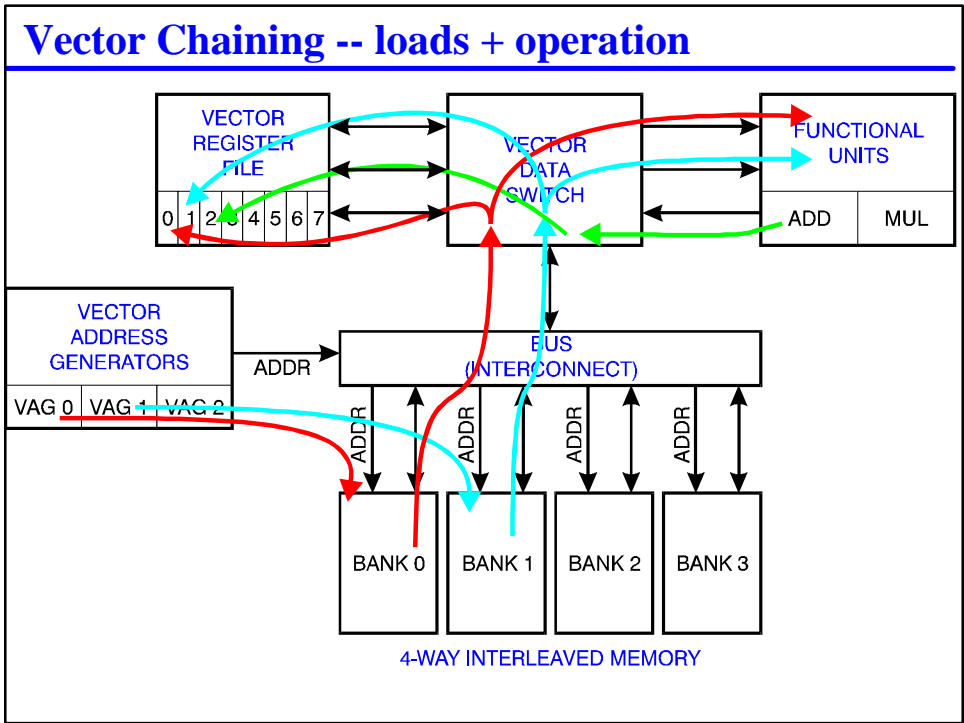 Vector Chaining -- loads + operation
VECTOR
REGISTER
FILE
0 1 2 3 4 5 6 7
VECTOR
DATA
SWITCH
FUNCTIONAL
UNITS
ADD MUL
VECTOR
ADDRESS
GENERATORS
VAG 0 VAG 1 VAG 2
ADDR
BUS
(INTERCONNECT)
ADDR
ADDR
ADDR
ADDR
BANK 0 BANK 1 BANK 2 BANK 3
4-WAY INTERLEAVED MEMORY